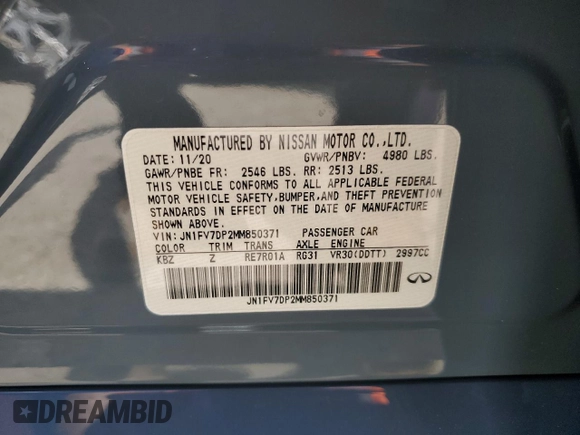 MANUFACTURED BY NISSAN MOTOR CO.,LTD.
DATE: 11/20 GVWR/PNBV: 4980 LBS.
GAWR/PNBE FR: 2546 LBS. RR: 2513 LBS.
THIS VEHICLE CONFORMS TO ALL APPLICABLE FEDERAL
MOTOR VEHICLE SAFETY,BUMPER,AND THEFT PREVENTION
STANDARDS IN EFFECT ON THE DATE OF MANUFACTURE
SHOWN ABOVE.
VIN: JN1FV7DP2MM850371 PASSENGER CAR
COLOR TRIM TRANS AXLE ENGINE
KBZ Z RE7R01A RG31 VR30(DDTT) 2997CC
JN1FV7DP2MM850371
DREAMBID